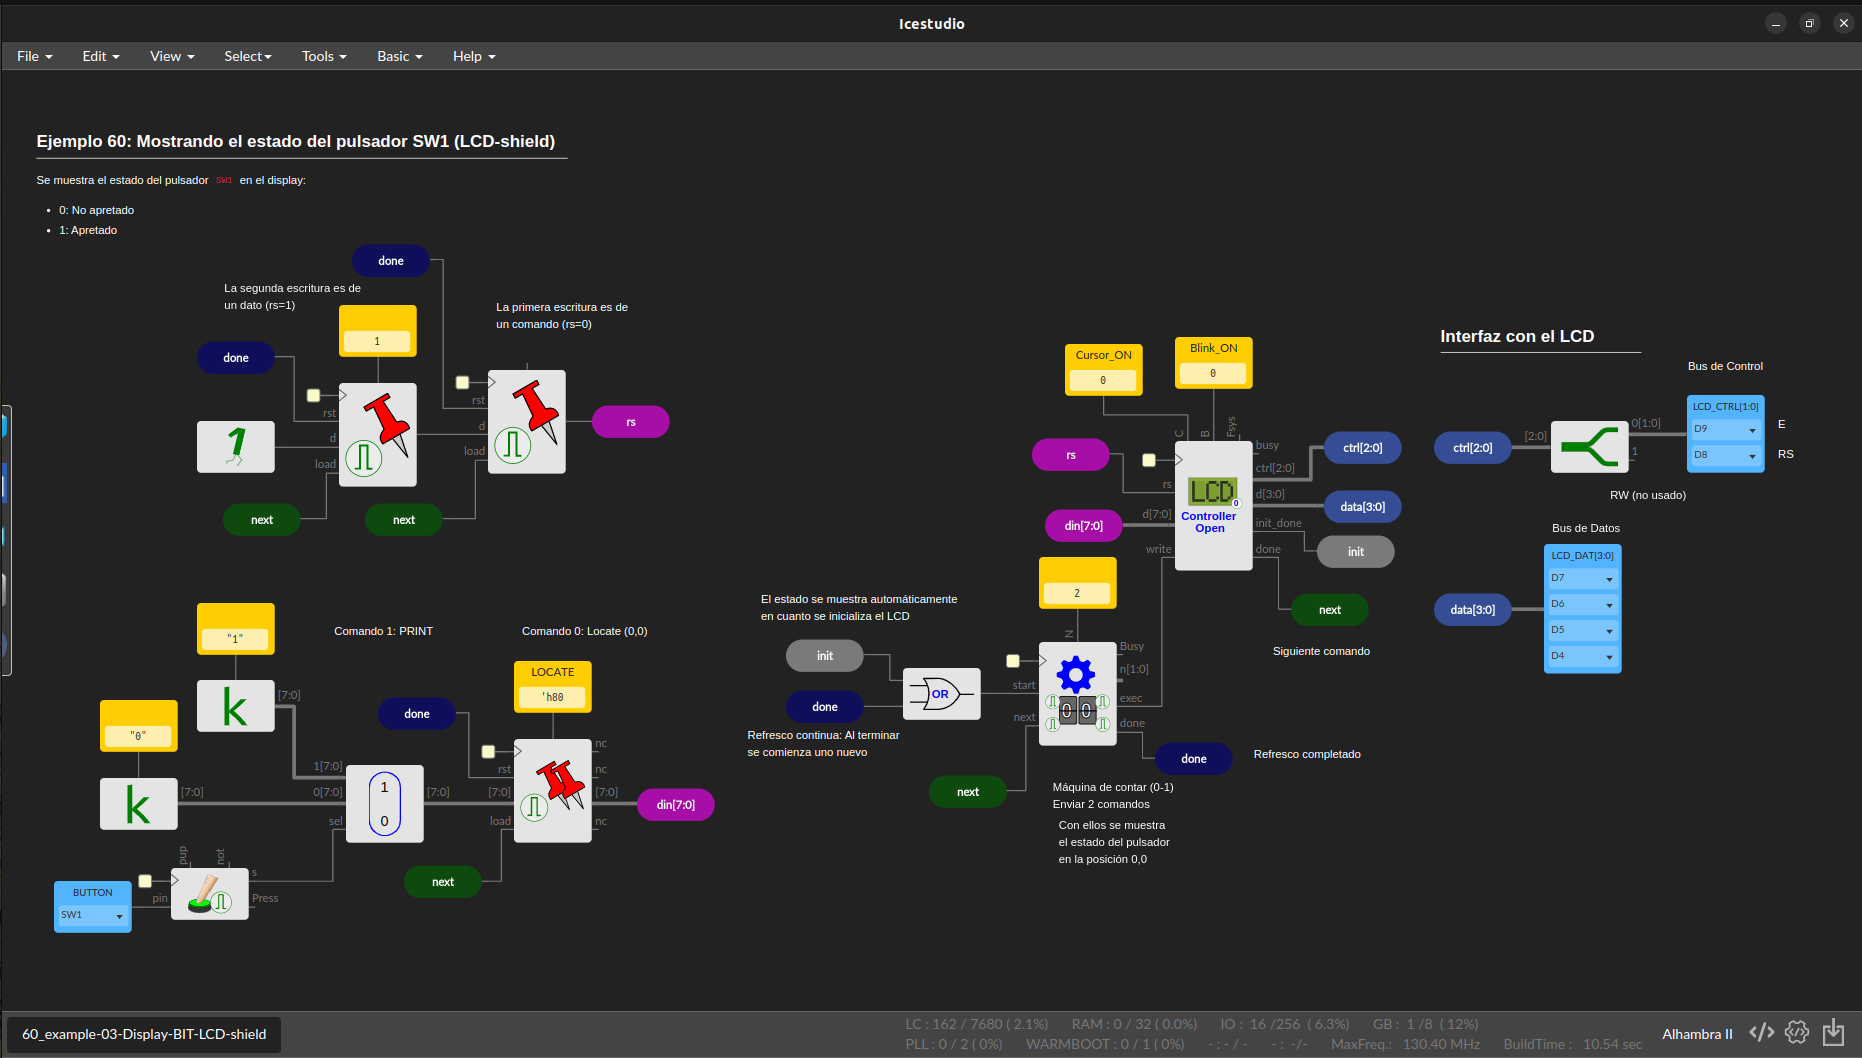 Icestudio
File
Edit
View
Select
Tools
Basic
Help
Ejemplo 60: Mostrando el estado del pulsador SW1 (LCD-shield)
Se muestra el estado del pulsador SW1 en el display:
• 0: No apretado
• 1: Apretado
done
La segunda escritura es de
un dato (rs=1)
1
done
rst
d
load
1
next
La primera escritura es de
un comando (rs=0)
rst
d
load
rs
next
"1"
k
[7:0]
"0"
k
[7:0]
Comando 1: PRINT
Comando 0: Locate (0,0)
LOCATE
'h80
done
1[7:0]
0[7:0]
sel
1
0
[7:0]
rst
[7:0]
load
nc
nc
[7:0]
nc
din[7:0]
next
BUTTON
SW1
pup
not
pin
s
Press
Cursor_ON
0
Blink_ON
0
C
B
Fsys
rs
rs
din[7:0]
d[7:0]
write
LCD
0
Controller
Open
busy
ctrl[2:0]
d[3:0]
init_done
done
ctrl[2:0]
data[3:0]
init
next
Siguiente comando
El estado se muestra automáticamente
en cuanto se inicializa el LCD
init
done
OR
Refresco continua: Al terminar
se comienza uno nuevo
next
2
N
start
next
0 0
Busy
n[1:0]
exec
done
done
Refresco completado
Máquina de contar (0-1)
Enviar 2 comandos
Con ellos se muestra
el estado del pulsador
en la posición 0,0
Interfaz con el LCD
Bus de Control
ctrl[2:0]
[2:0]
0[1:0]
1
LCD_CTRL[1:0]
D9
D8
E
RS
RW (no usado)
Bus de Datos
data[3:0]
LCD_DAT[3:0]
D7
D6
D5
D4
60_example-03-Display-BIT-LCD-shield
LC : 162 / 7680 ( 2.1%) RAM : 0 / 32 ( 0.0%) IO : 16 /256 ( 6.3%) GB : 1 /8 ( 12%)
PLL : 0 / 2 ( 0%) WARMBOOT : 0 / 1 ( 0%) - : - / - - : -/- MaxFreq.: 130.40 MHz BuildTime : 10.54 sec
Alhambra II